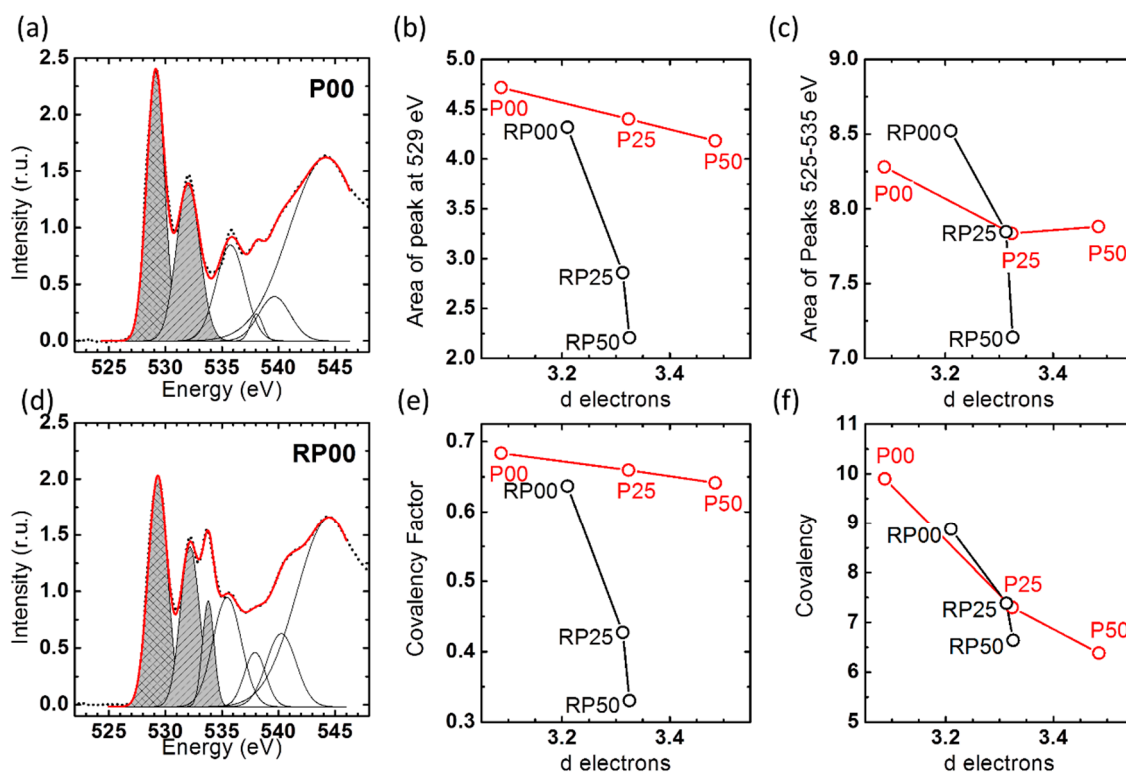 (a)
P00
2.5
2.0
1.5
1.0
0.5
0.0
Intensity (r.u.)
525 530 535 540 545
Energy (eV)
(b)
5.0
4.5
4.0
3.5
3.0
2.5
2.0
Area of peak at 529 eV
P00
P25
P50
RP00
RP25
RP50
3.2 3.4
d electrons
(c)
9.0
8.5
8.0
7.5
7.0
Area of Peaks 525-535 eV
RP00
P00
RP25
P25
P50
RP50
3.2 3.4
d electrons
(d)
RP00
2.5
2.0
1.5
1.0
0.5
0.0
Intensity (r.u.)
525 530 535 540 545
Energy (eV)
(e)
0.7
0.6
0.5
0.4
0.3
Covalency Factor
P00
P25
P50
RP00
RP25
RP50
3.2 3.4
d electrons
(f)
11
10
9
8
7
6
5
Covalency
P00
RP00
P25
RP25
RP50
P50
3.2 3.4
d electrons